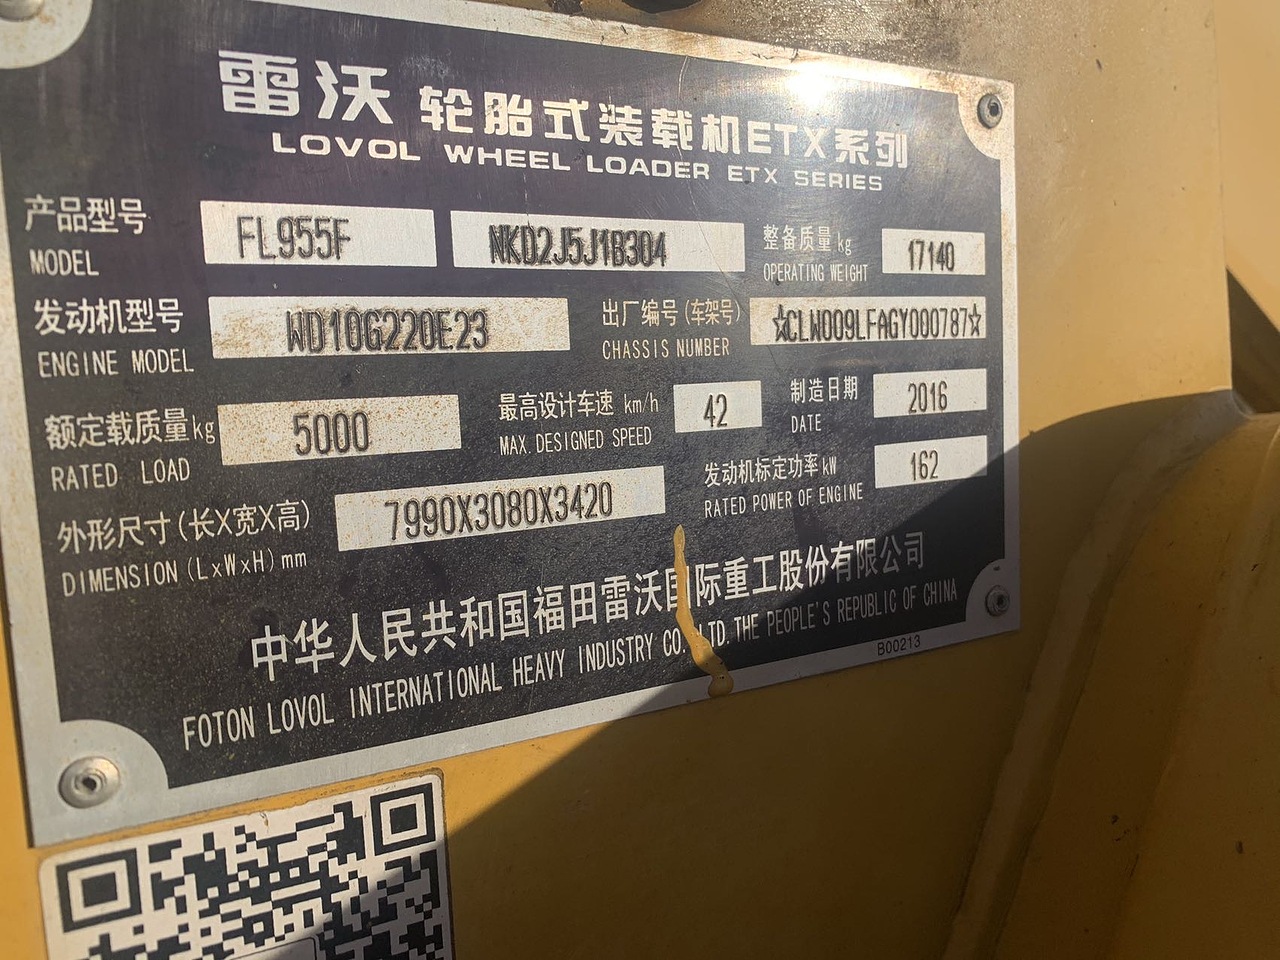 雷沃 轮胎式装载机ETX系列
LOVOL WHEEL LOADER ETX SERIES
产品型号 FL955F NKD2J5J1B304 整备质量 kg 17140
MODEL OPERATING WEIGHT
发动机型号 WD10G220E23 出厂编号(车架号) ☆CLW009LFAGY000787☆
ENGINE MODEL CHASSIS NUMBER
额定载质量kg 5000 最高设计车速 km/h 42 制造日期 2016
RATED LOAD MAX. DESIGNED SPEED DATE
外形尺寸(长X宽X高) 7990X3080X3420 发动机标定功率kW 162
DIMENSION (LxWxH) mm RATED POWER OF ENGINE
中华人民共和国福田雷沃国际重工股份有限公司
FOTON LOVOL INTERNATIONAL HEAVY INDUSTRY CO., LTD. THE PEOPLE'S REPUBLIC OF CHINA
B00213